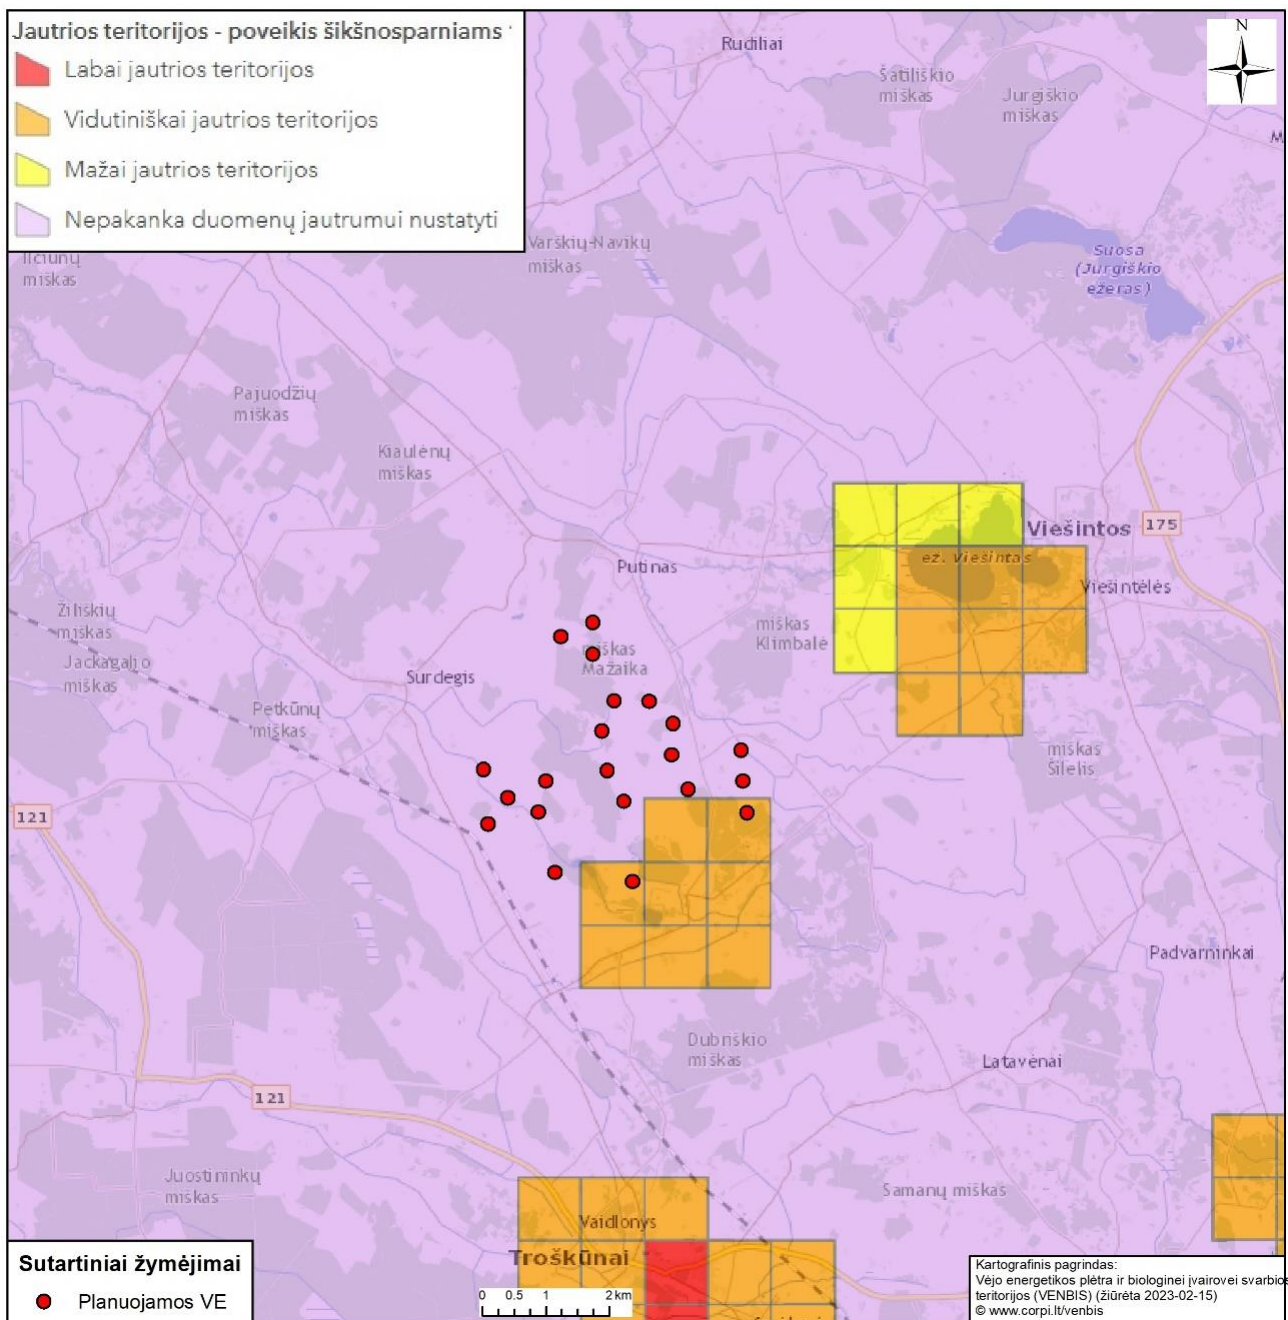 Jautrios teritorijos - poveikis šikšnosparniams
Labai jautrios teritorijos
Vidutiniškai jautrios teritorijos
Mažai jautrios teritorijos
Nepakanka duomenų jautrumui nustatyti
N
Rudiliai
Šatiliškio
miškas
Jurgiškio
miškas
M
Varškių-Navikų
miškas
miškas
Suosa
(Jurgiškio
ežeras)
Pajuodžių
miškas
Kiaulėnų
miškas
Viešintos
175
ež. Viešintas
Putinas
Viešintėlės
Žiliškių
miškas
miškas
Klimbalė
miškas
Mažaika
Jackagalio
miškas
Surdegis
Petkūnų
miškas
miškas
Šilelis
121
Padvarninkai
Dubriškio
miškas
Latavėnai
121
Juostininkų
miškas
Samanų miškas
Vaidlonys
Troškūnai
Sutartiniai žymėjimai
Planuojamos VE
0 0.5 1 2 km
Kartografinis pagrindas:
Vėjo energetikos plėtra ir biologinei įvairovei svarbios
teritorijos (VENBIS) (žiūrėta 2023-02-15)
© www.corpi.lt/venbis